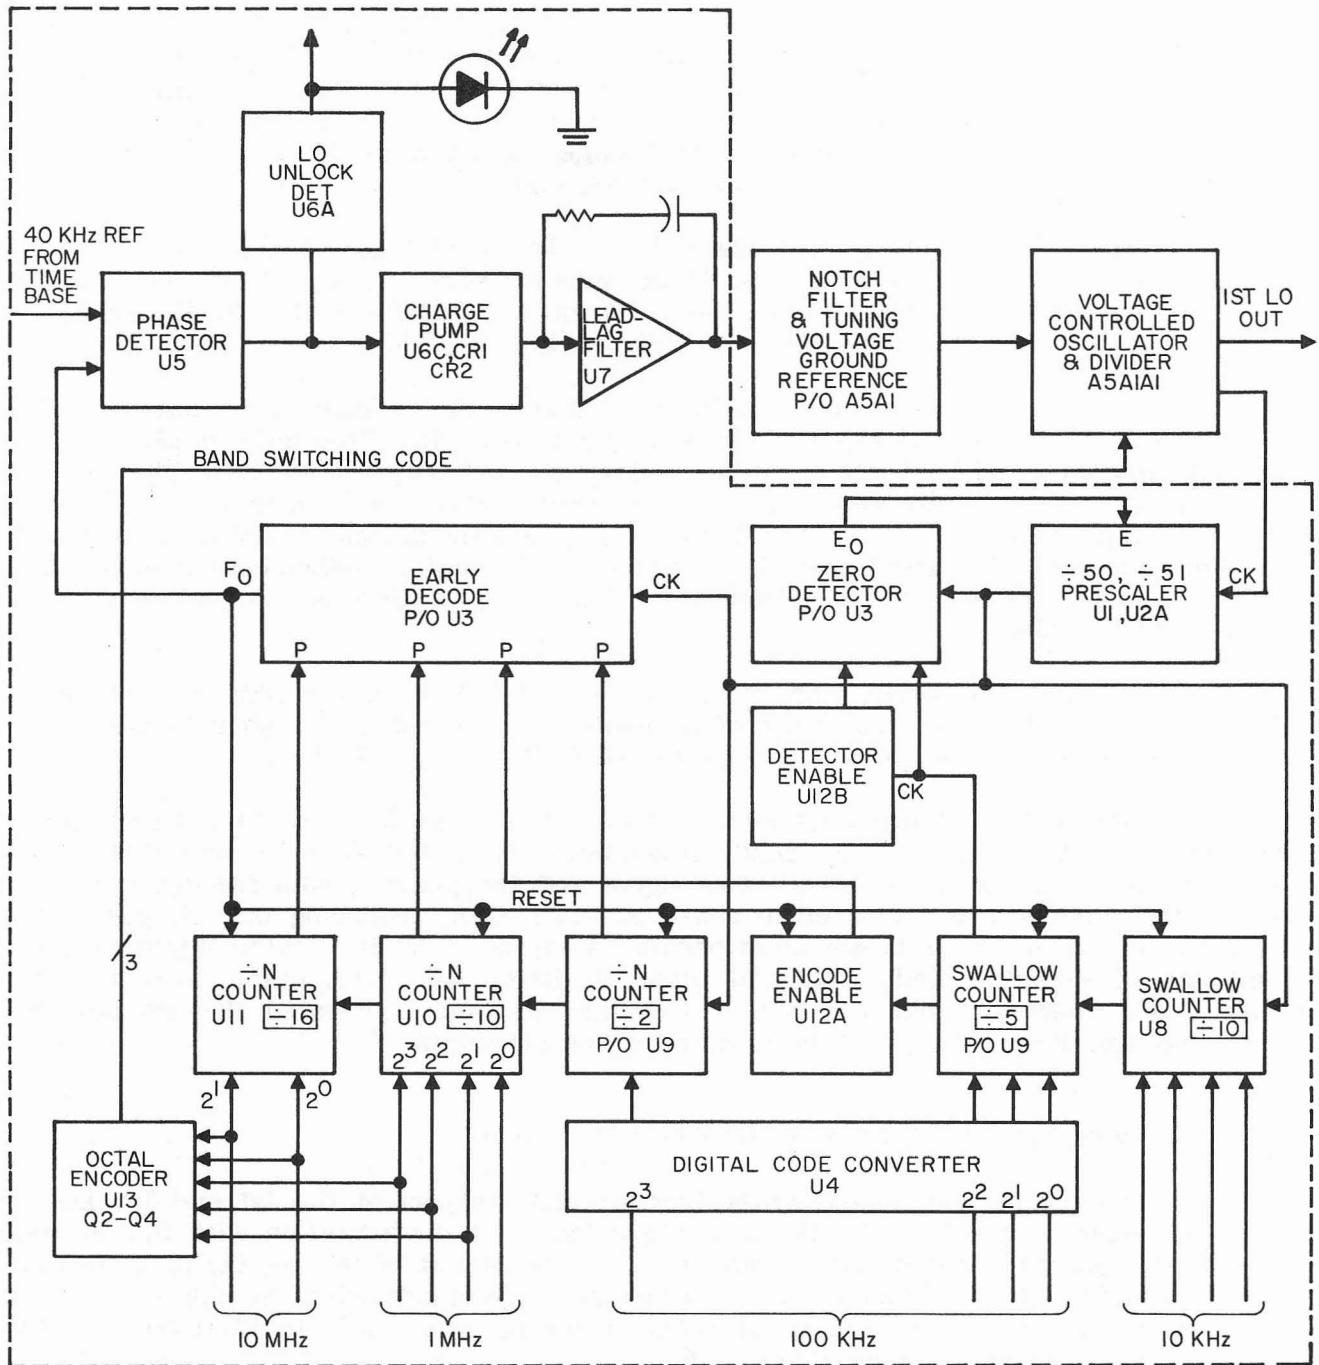 LO
UNLOCK
DET
U6A
40 KHz REF
FROM
TIME
BASE
PHASE
DETECTOR
U5
CHARGE
PUMP
U6C,CR1
CR2
LEAD-
LAG
FILTER
U7
NOTCH
FILTER
& TUNING
VOLTAGE
GROUND
REFERENCE
P/O A5A1
VOLTAGE
CONTROLLED
OSCILLATOR
& DIVIDER
A5A1A1
1ST LO
OUT
BAND SWITCHING CODE
FO
EARLY
DECODE
P/O U3
CK
P P P P
EO
ZERO
DETECTOR
P/O U3
E
÷50, ÷51
PRESCALER
U1,U2A
CK
DETECTOR
ENABLE
U12B
CK
RESET
3
÷N
COUNTER
U11 ÷16
÷N
COUNTER
U10 ÷10
2³ 2² 2¹ 2⁰
÷N
COUNTER
÷2
P/O U9
ENCODE
ENABLE
U12A
SWALLOW
COUNTER
÷5
P/O U9
SWALLOW
COUNTER
U8 ÷10
2¹ 2⁰
OCTAL
ENCODER
U13
Q2-Q4
DIGITAL CODE CONVERTER
U4
2³ 2² 2¹ 2⁰
10 MHz
1 MHz
100 KHz
10 KHz